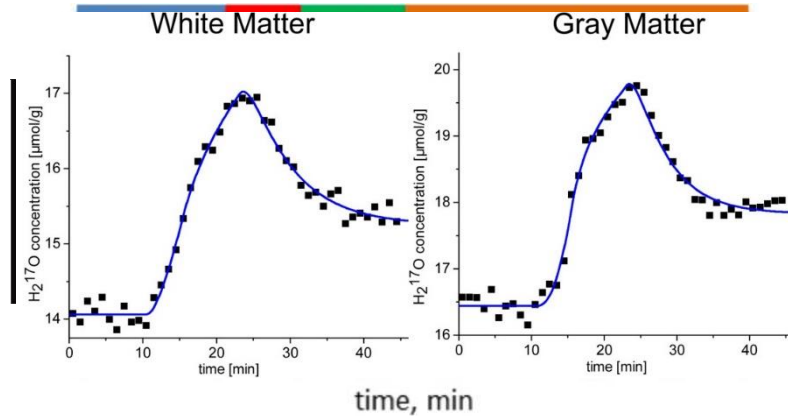 White Matter
Gray Matter
H₂¹⁷O concentration [µmol/g]
17
16
15
14
0
10
20
30
40
time [min]
H₂¹⁷O concentration [µmol/g]
20
19
18
17
16
0
10
20
30
40
time [min]
time, min